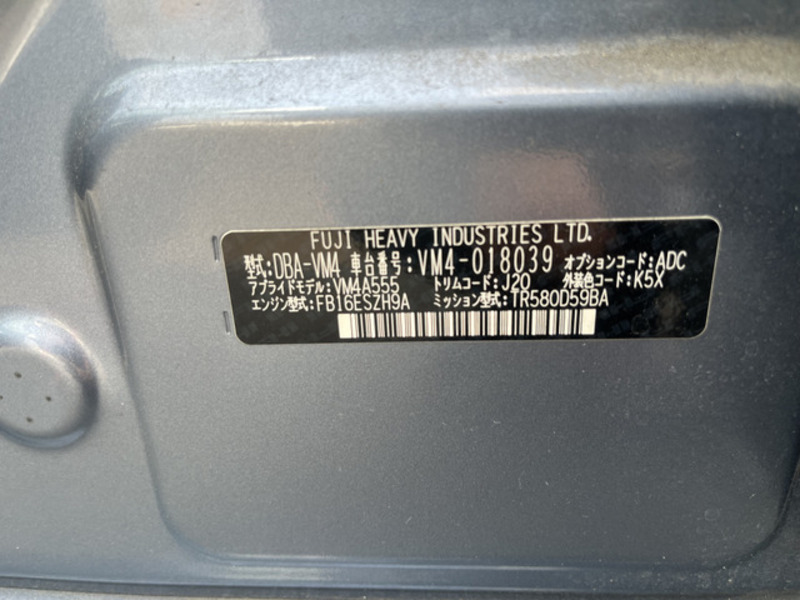 FUJI HEAVY INDUSTRIES LTD.
型式:DBA-VM4 車台番号:VM4-018039 オプションコード:ADC
アプライドモデル:VM4A555 トリムコード:J20 外装色コード:K5X
エンジン型式:FB16ESZH9A ミッション型式:TR580D59BA